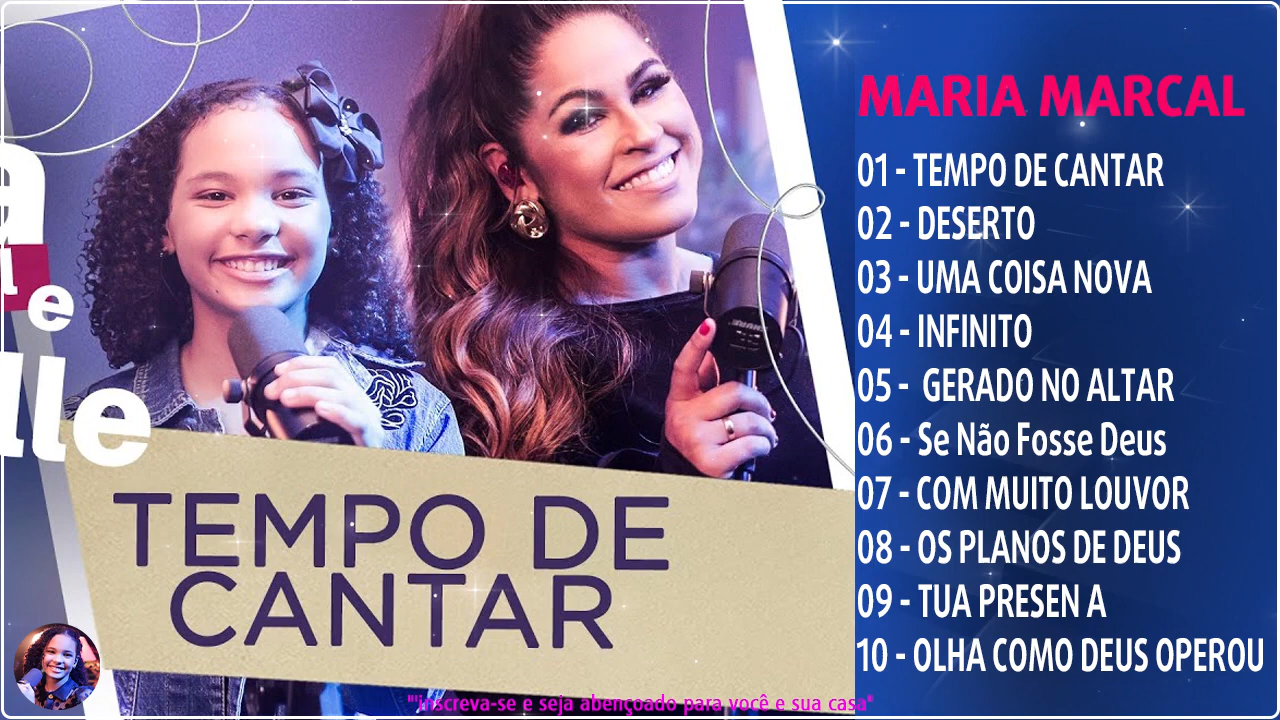 a
e
lle
TEMPO DE
CANTAR
MARIA MARCAL
01 - TEMPO DE CANTAR
02 - DESERTO
03 - UMA COISA NOVA
04 - INFINITO
05 - GERADO NO ALTAR
06 - Se Não Fosse Deus
07 - COM MUITO LOUVOR
08 - OS PLANOS DE DEUS
09 - TUA PRESEN A
10 - OLHA COMO DEUS OPEROU
"'inscreva-se e seja abençoado para você e sua casa"